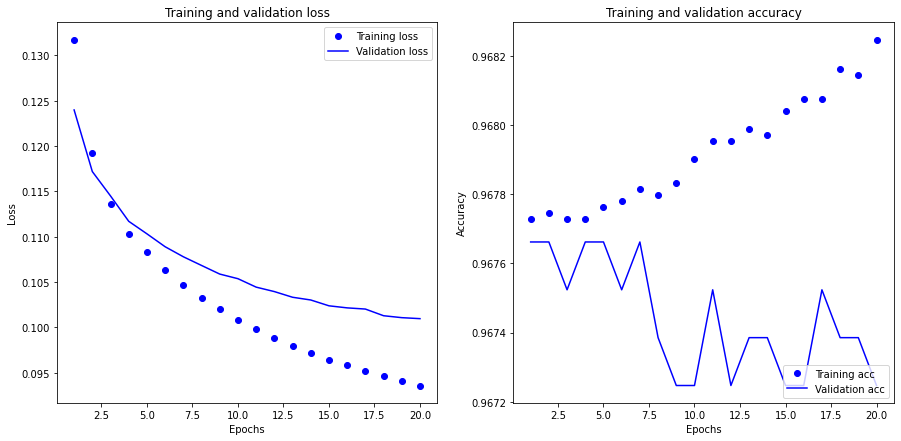 Training and validation loss
Training loss
Validation loss
0.130
0.125
0.120
0.115
0.110
0.105
0.100
0.095
Loss
2.5 5.0 7.5 10.0 12.5 15.0 17.5 20.0
Epochs
Training and validation accuracy
0.9682
0.9680
0.9678
0.9676
0.9674
0.9672
Accuracy
Training acc
Validation acc
2.5 5.0 7.5 10.0 12.5 15.0 17.5 20.0
Epochs